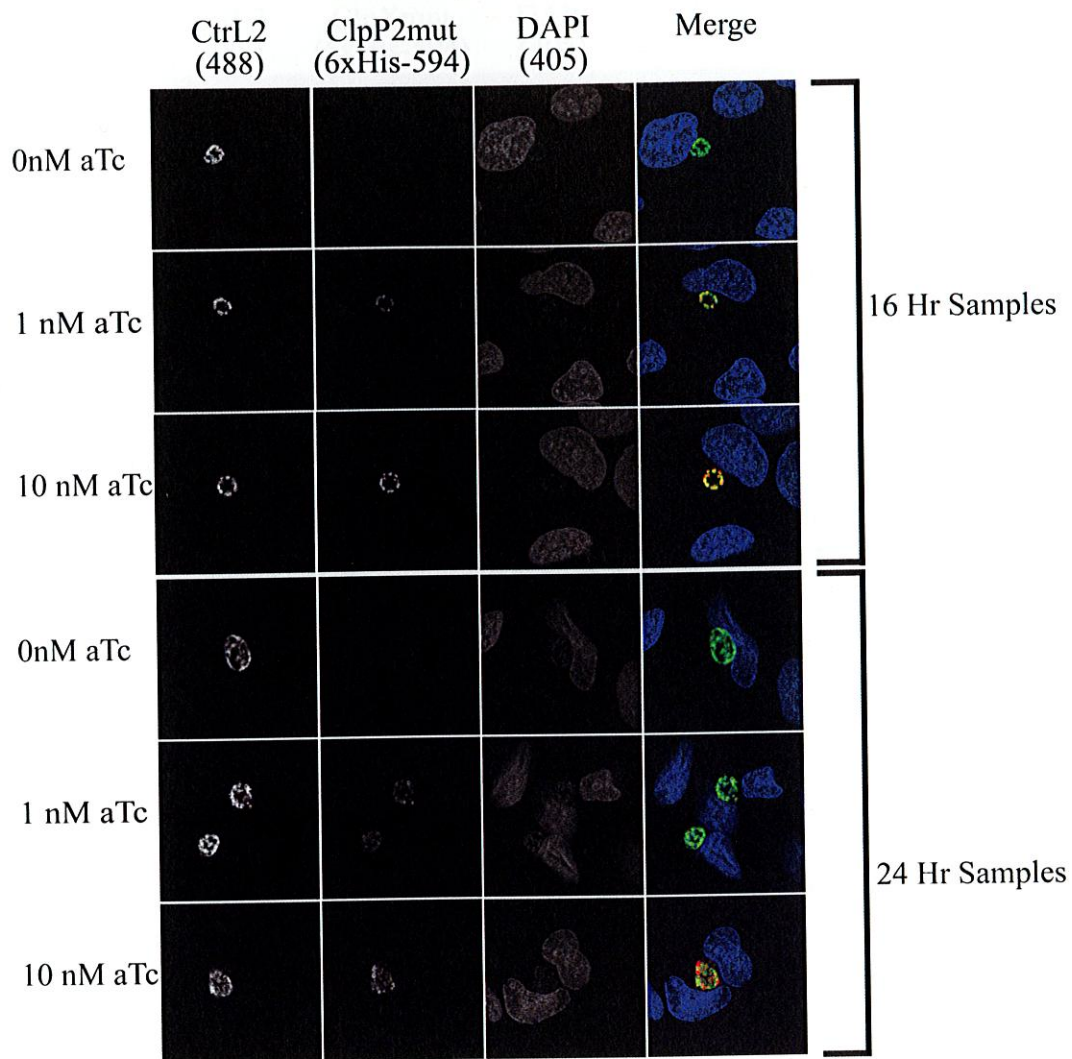 CtrL2 ClpP2mut DAPI Merge
(488) (6xHis-594) (405)
0nM aTc
1 nM aTc
16 Hr Samples
10 nM aTc
0nM aTc
1 nM aTc
24 Hr Samples
10 nM aTc